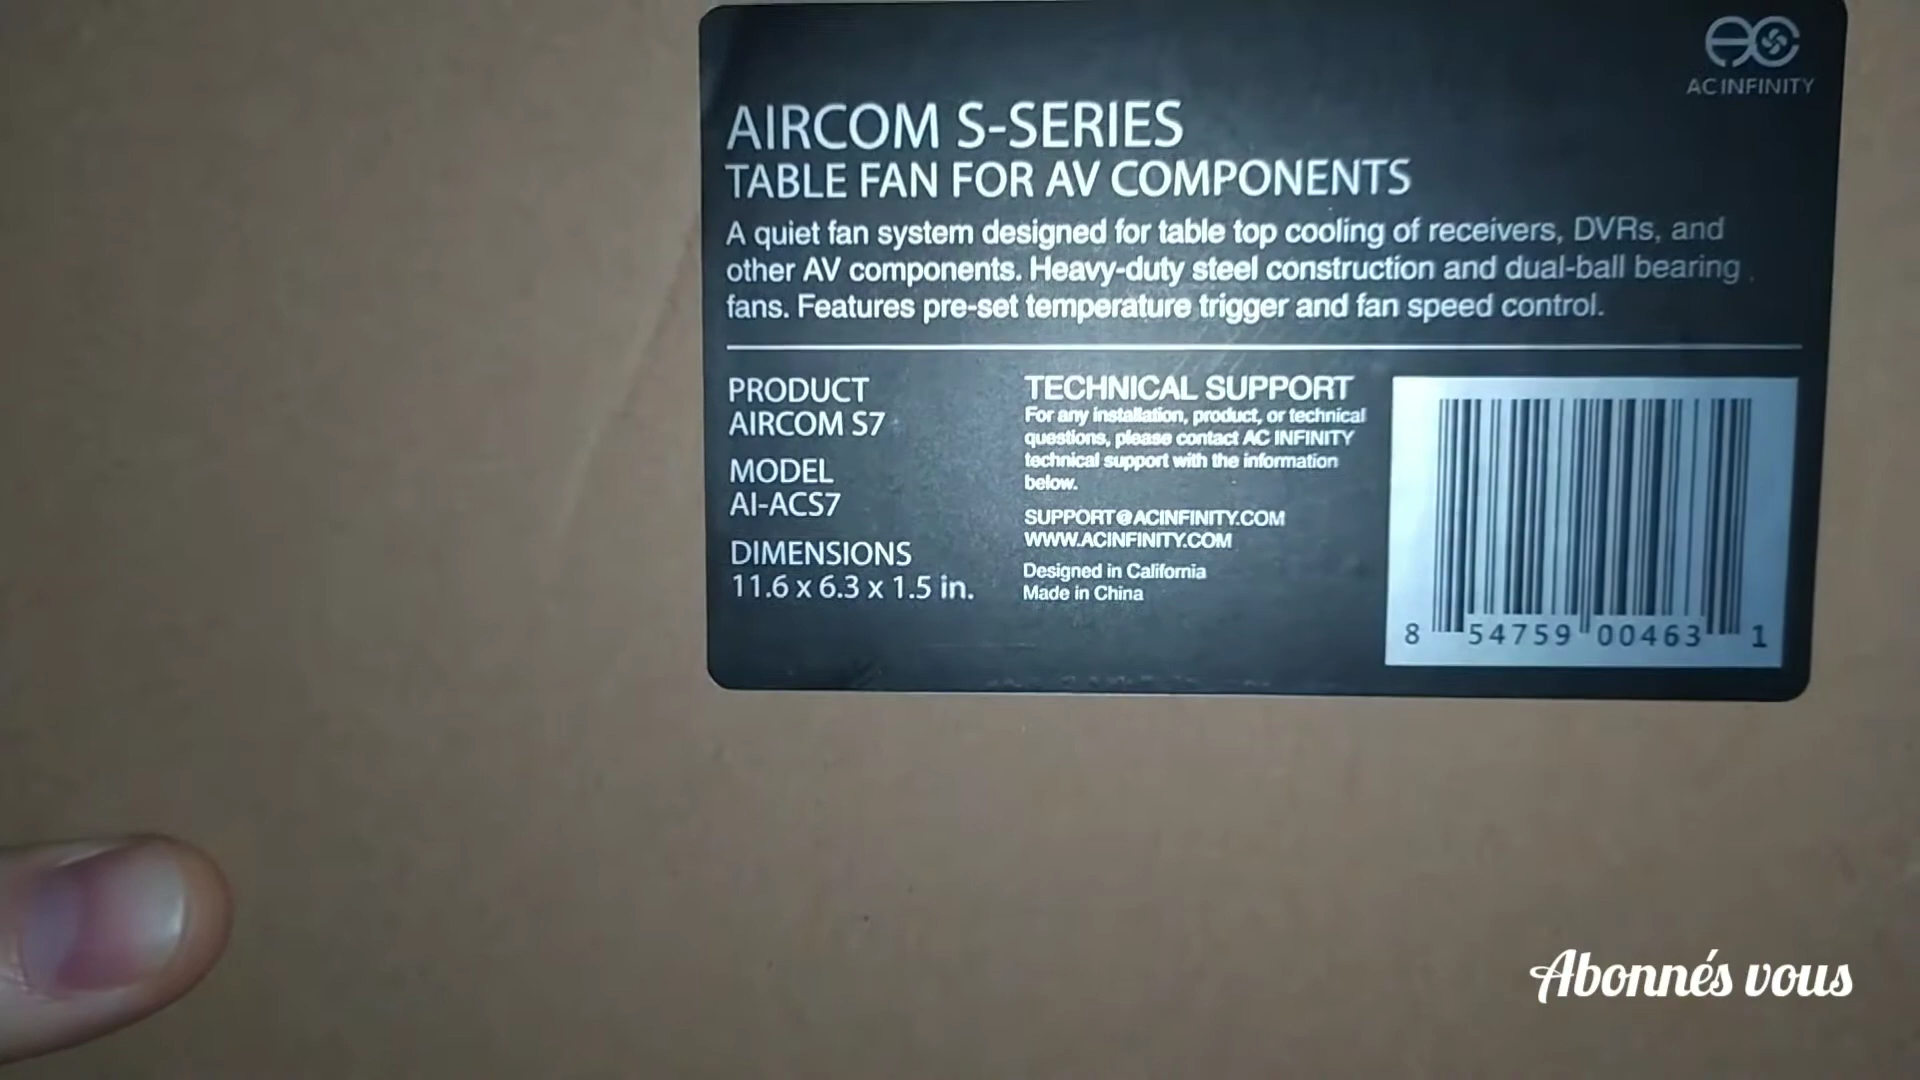 AC INFINITY
AIRCOM S-SERIES
TABLE FAN FOR AV COMPONENTS
A quiet fan system designed for table top cooling of receivers, DVRs, and
other AV components. Heavy-duty steel construction and dual-ball bearing
fans. Features pre-set temperature trigger and fan speed control.
PRODUCT
AIRCOM S7
MODEL
AI-ACS7
DIMENSIONS
11.6 x 6.3 x 1.5 in.
TECHNICAL SUPPORT
For any installation, product, or technical
questions, please contact AC INFINITY
technical support with the information
below.
SUPPORT@ACINFINITY.COM
WWW.ACINFINITY.COM
Designed in California
Made in China
8 54759 00463 1
Abonnés vous